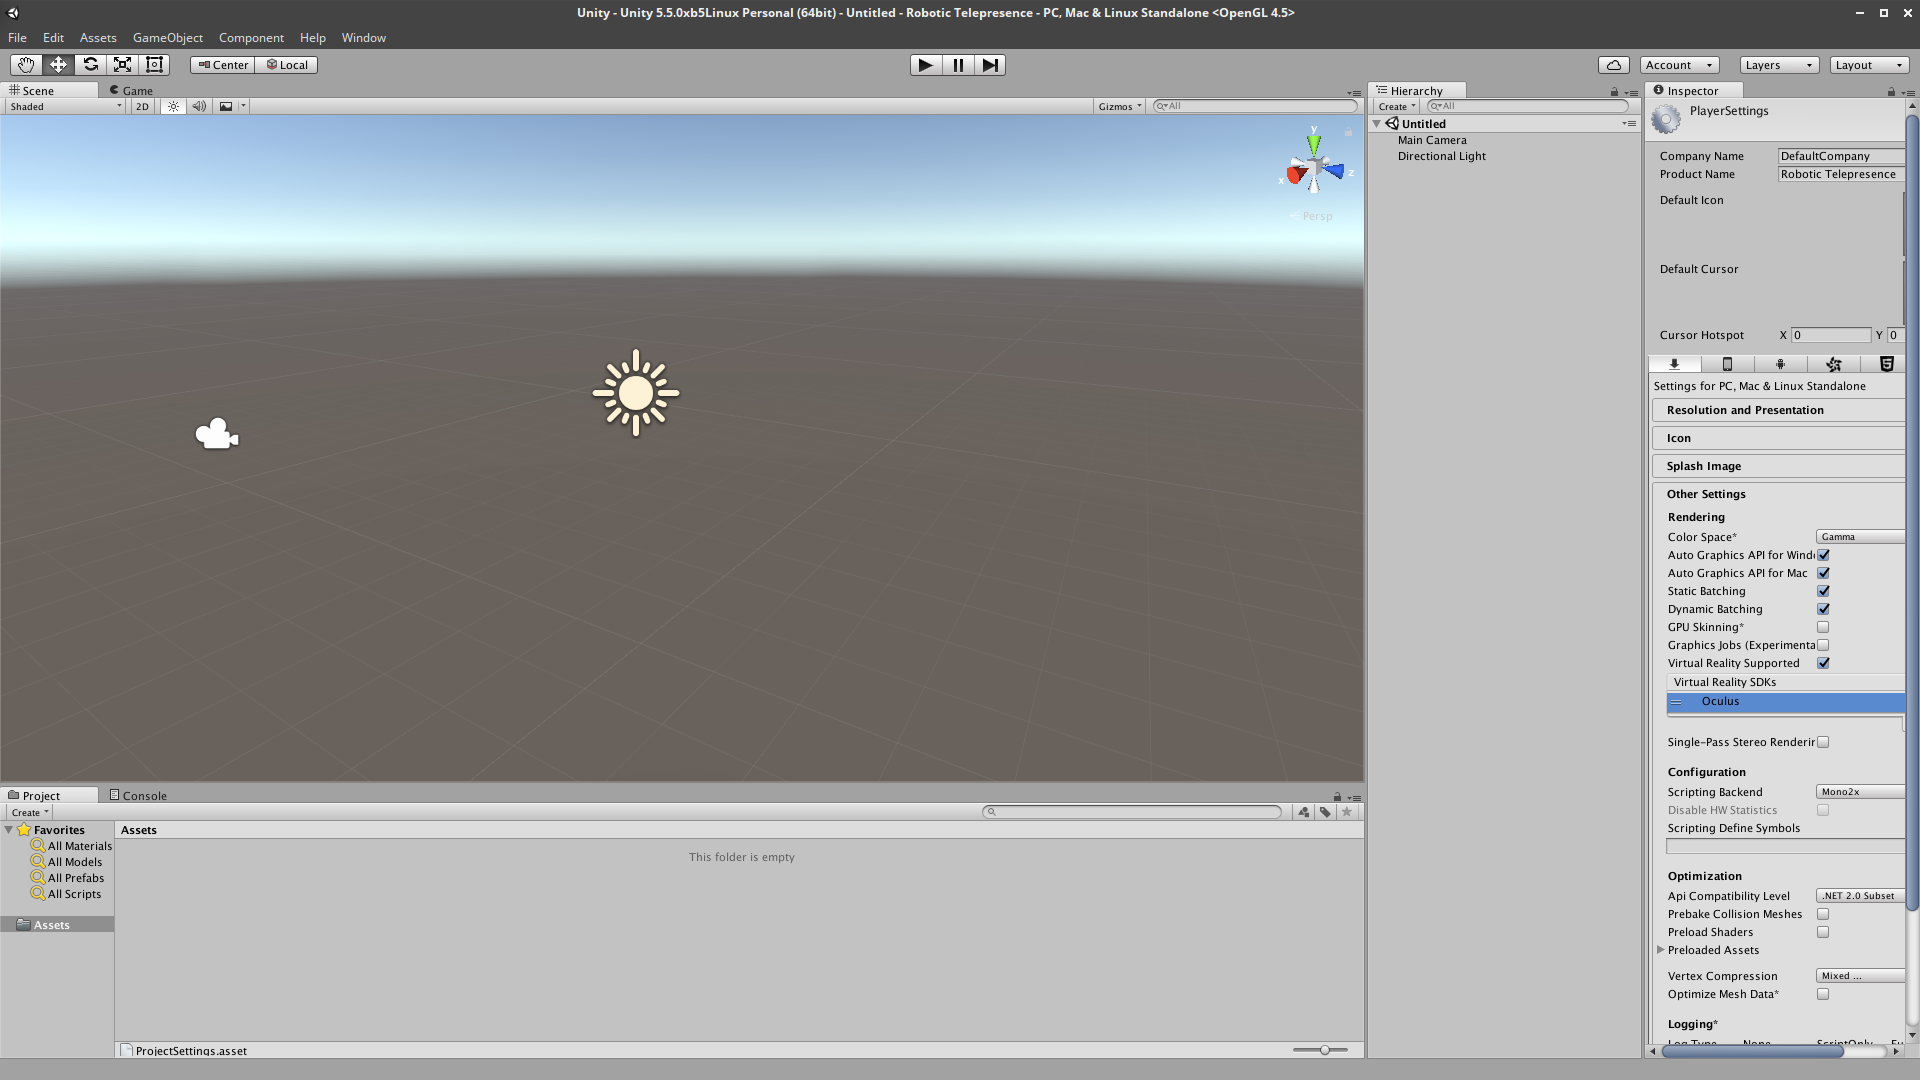 Unity - Unity 5.5.0xb5Linux Personal (64bit) - Untitled - Robotic Telepresence - PC, Mac & Linux Standalone <OpenGL 4.5>
File Edit Assets GameObject Component Help Window
Center Local Account Layers Layout
Scene Game
Shaded 2D Gizmos All
y
x z
Persp
Hierarchy
Create All
Untitled
Main Camera
Directional Light
Inspector
PlayerSettings
Company Name DefaultCompany
Product Name Robotic Telepresence
Default Icon
Default Cursor
Cursor Hotspot X 0 Y 0
Settings for PC, Mac & Linux Standalone
Resolution and Presentation
Icon
Splash Image
Other Settings
Rendering
Color Space* Gamma
Auto Graphics API for Wind
Auto Graphics API for Mac
Static Batching
Dynamic Batching
GPU Skinning*
Graphics Jobs (Experimenta
Virtual Reality Supported
Virtual Reality SDKs
Oculus
Single-Pass Stereo Renderin
Configuration
Scripting Backend Mono2x
Disable HW Statistics
Scripting Define Symbols
Optimization
Api Compatibility Level .NET 2.0 Subset
Prebake Collision Meshes
Preload Shaders
Preloaded Assets
Vertex Compression Mixed ...
Optimize Mesh Data*
Logging*
Log Type None ScriptOnly Fu
Project Console
Create
Favorites
All Materials
All Models
All Prefabs
All Scripts
Assets
Assets
This folder is empty
ProjectSettings.asset